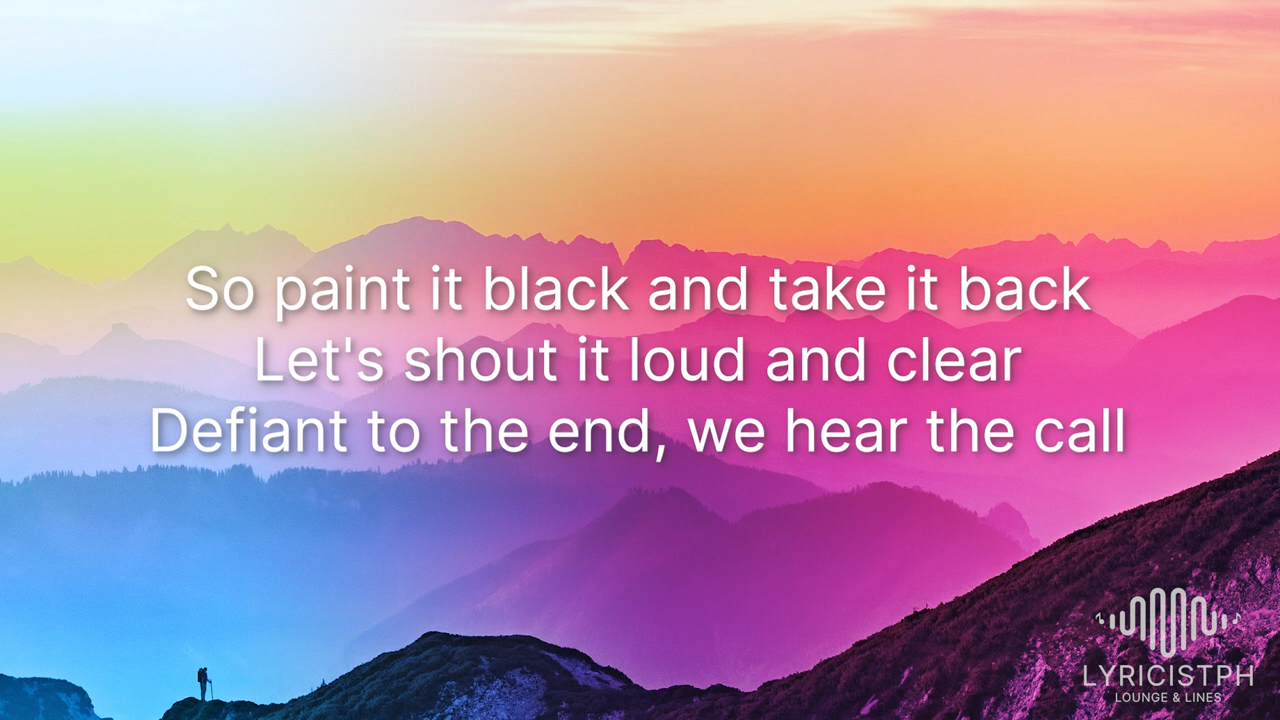 So paint it black and take it back
Let's shout it loud and clear
Defiant to the end, we hear the call
LYRICISTPH
LOUNGE & LINES